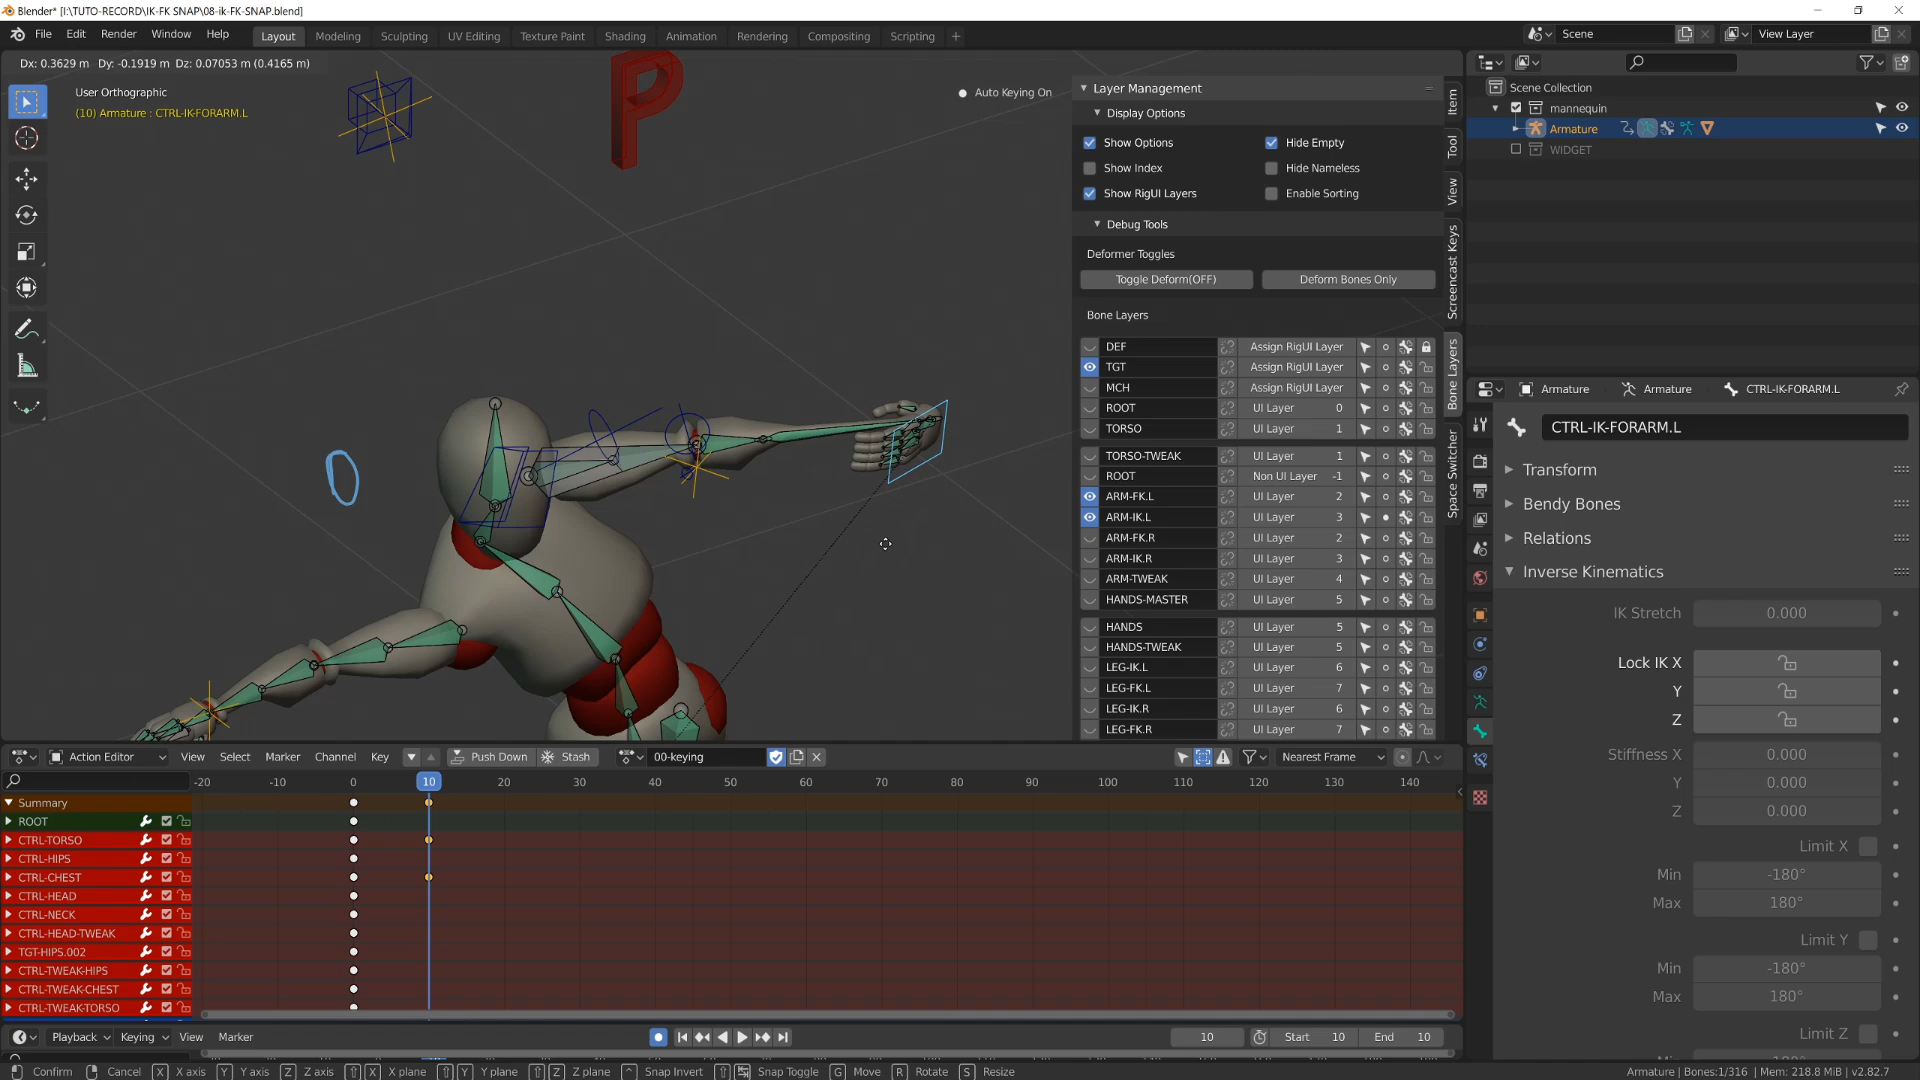 Blender* [I:\TUTO-RECORD\IK-FK SNAP\08-ik-FK-SNAP.blend]
File Edit Render Window Help Layout Modeling Sculpting UV Editing Texture Paint Shading Animation Rendering Compositing Scripting + Scene View Layer
Dx: 0.3629 m Dy: -0.1919 m Dz: 0.07053 m (0.4165 m)
User Orthographic
(10) Armature : CTRL-IK-FORARM.L
Auto Keying On
P
Layer Management
Display Options
Show Options Hide Empty
Show Index Hide Nameless
Show RigUI Layers Enable Sorting
Debug Tools
Deformer Toggles
Toggle Deform(OFF) Deform Bones Only
Bone Layers
DEF Assign RigUI Layer
TGT Assign RigUI Layer
MCH Assign RigUI Layer
ROOT UI Layer 0
TORSO UI Layer 1
TORSO-TWEAK UI Layer 1
ROOT Non UI Layer -1
ARM-FK.L UI Layer 2
ARM-IK.L UI Layer 3
ARM-FK.R UI Layer 2
ARM-IK.R UI Layer 3
ARM-TWEAK UI Layer 4
HANDS-MASTER UI Layer 5
HANDS UI Layer 5
HANDS-TWEAK UI Layer 5
LEG-IK.L UI Layer 6
LEG-FK.L UI Layer 7
LEG-IK.R UI Layer 6
LEG-FK.R UI Layer 7
Item
Tool
View
Screencast Keys
Bone Layers
Space Switcher
Scene Collection
mannequin
Armature
WIDGET
Armature Armature CTRL-IK-FORARM.L
CTRL-IK-FORARM.L
Transform
Bendy Bones
Relations
Inverse Kinematics
IK Stretch 0.000
Lock IK X
Y
Z
Stiffness X 0.000
Y 0.000
Z 0.000
Limit X
Min -180°
Max 180°
Limit Y
Min -180°
Max 180°
Limit Z
Action Editor View Select Marker Channel Key Push Down Stash 00-keying Nearest Frame
-20 -10 0 10 20 30 40 50 60 70 80 90 100 110 120 130 140
Summary
ROOT
CTRL-TORSO
CTRL-HIPS
CTRL-CHEST
CTRL-HEAD
CTRL-NECK
CTRL-HEAD-TWEAK
TGT-HIPS.002
CTRL-TWEAK-HIPS
CTRL-TWEAK-CHEST
CTRL-TWEAK-TORSO
Playback Keying View Marker 10 Start 10 End 10
Confirm Cancel X X axis Y Y axis Z Z axis X X plane Y Y plane Z Z plane ^ Snap Invert Snap Toggle G Move R Rotate S Resize Armature | Bones:1/316 | Mem: 218.8 MiB | v2.82.7